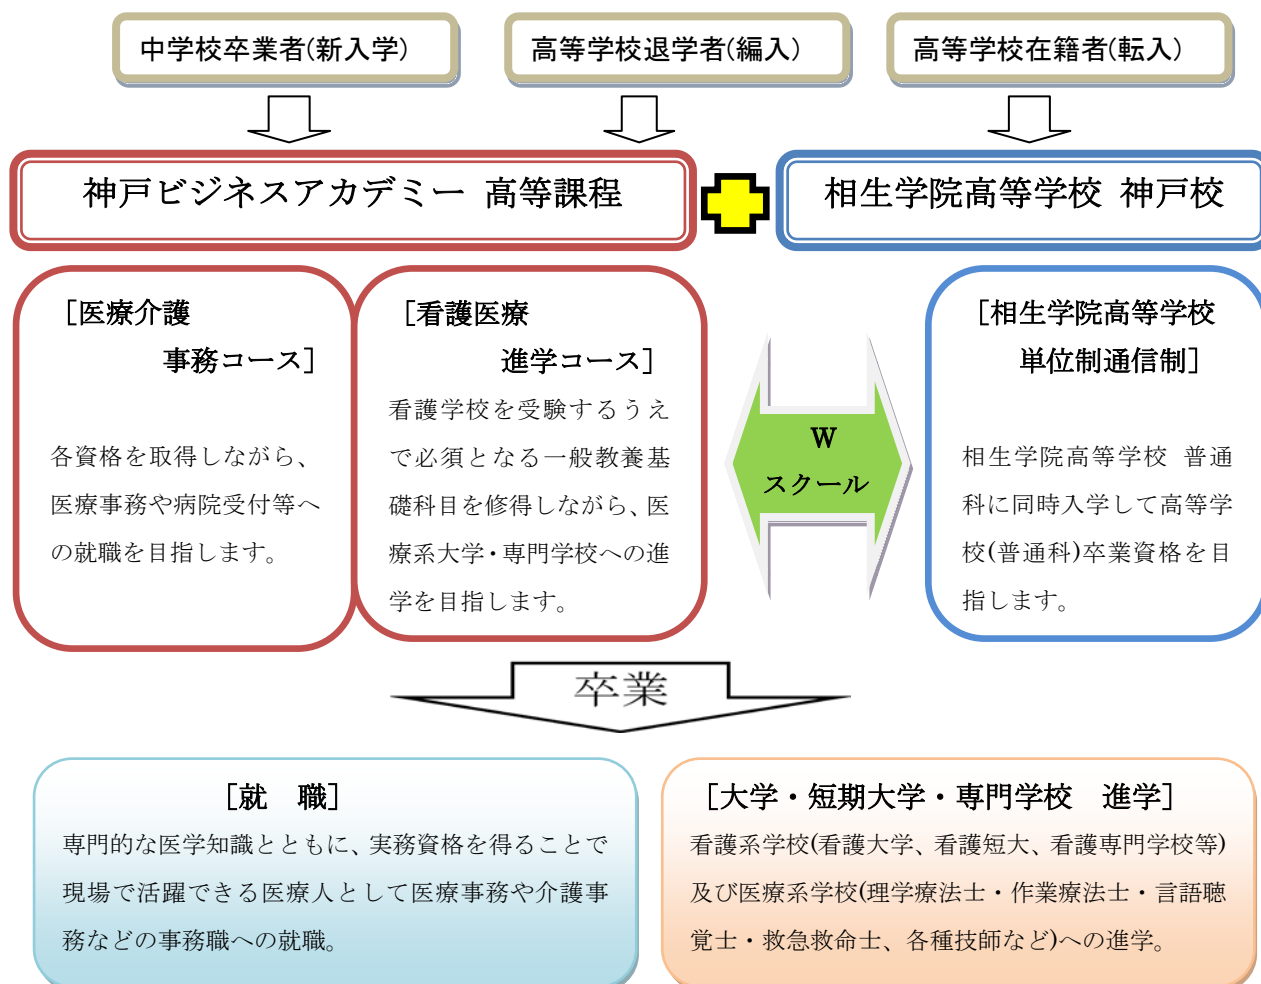 中学校卒業者(新入学)
高等学校退学者(編入)
高等学校在籍者(転入)
神戸ビジネスアカデミー 高等課程
相生学院高等学校 神戸校
[医療介護
事務コース]
各資格を取得しながら、
医療事務や病院受付等へ
の就職を目指します。
[看護医療
進学コース]
看護学校を受験するうえ
で必須となる一般教養基
礎科目を修得しながら、医
療系大学・専門学校への進
学を目指します。
W
スクール
[相生学院高等学校
単位制通信制]
相生学院高等学校 普通
科に同時入学して高等学
校(普通科)卒業資格を目
指します。
卒業
[就　職]
専門的な医学知識とともに、実務資格を得ることで
現場で活躍できる医療人として医療事務や介護事
務などの事務職への就職。
[大学・短期大学・専門学校　進学]
看護系学校(看護大学、看護短大、看護専門学校等)
及び医療系学校(理学療法士・作業療法士・言語聴
覚士・救急救命士、各種技師など)への進学。